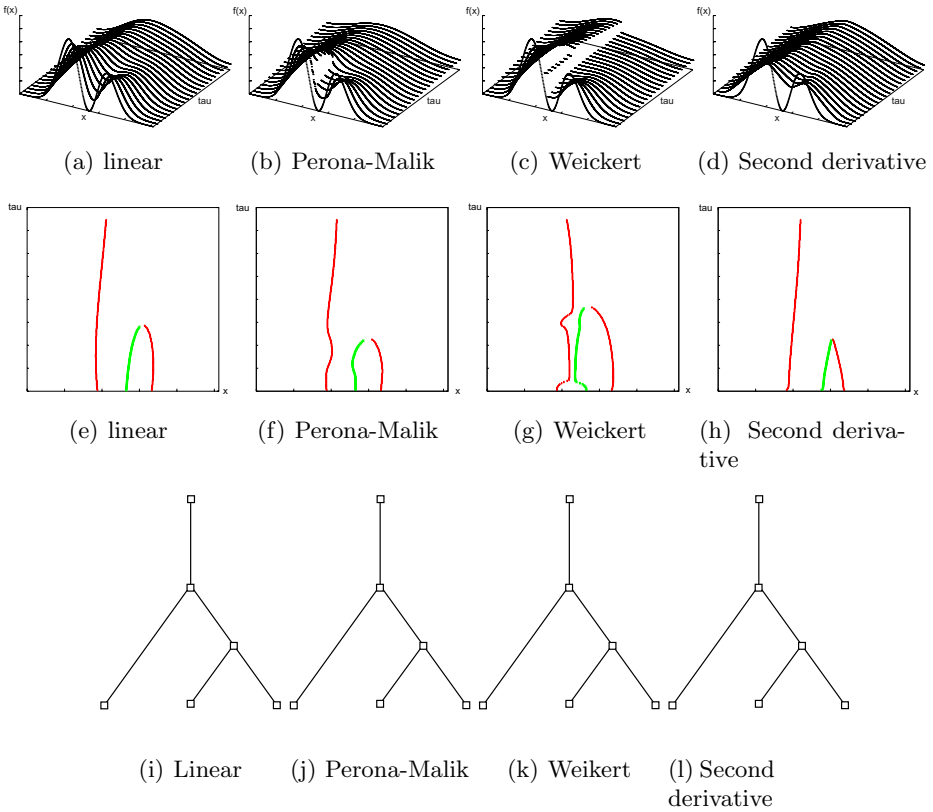 f(x) f(x) f(x) f(x)
tau tau tau tau
x x x x
(a) linear (b) Perona-Malik (c) Weickert (d) Second derivative
tau tau tau tau
x x x x
(e) linear (f) Perona-Malik (g) Weickert (h) Second deriva-
tive
(i) Linear (j) Perona-Malik (k) Weikert (l) Second
derivative